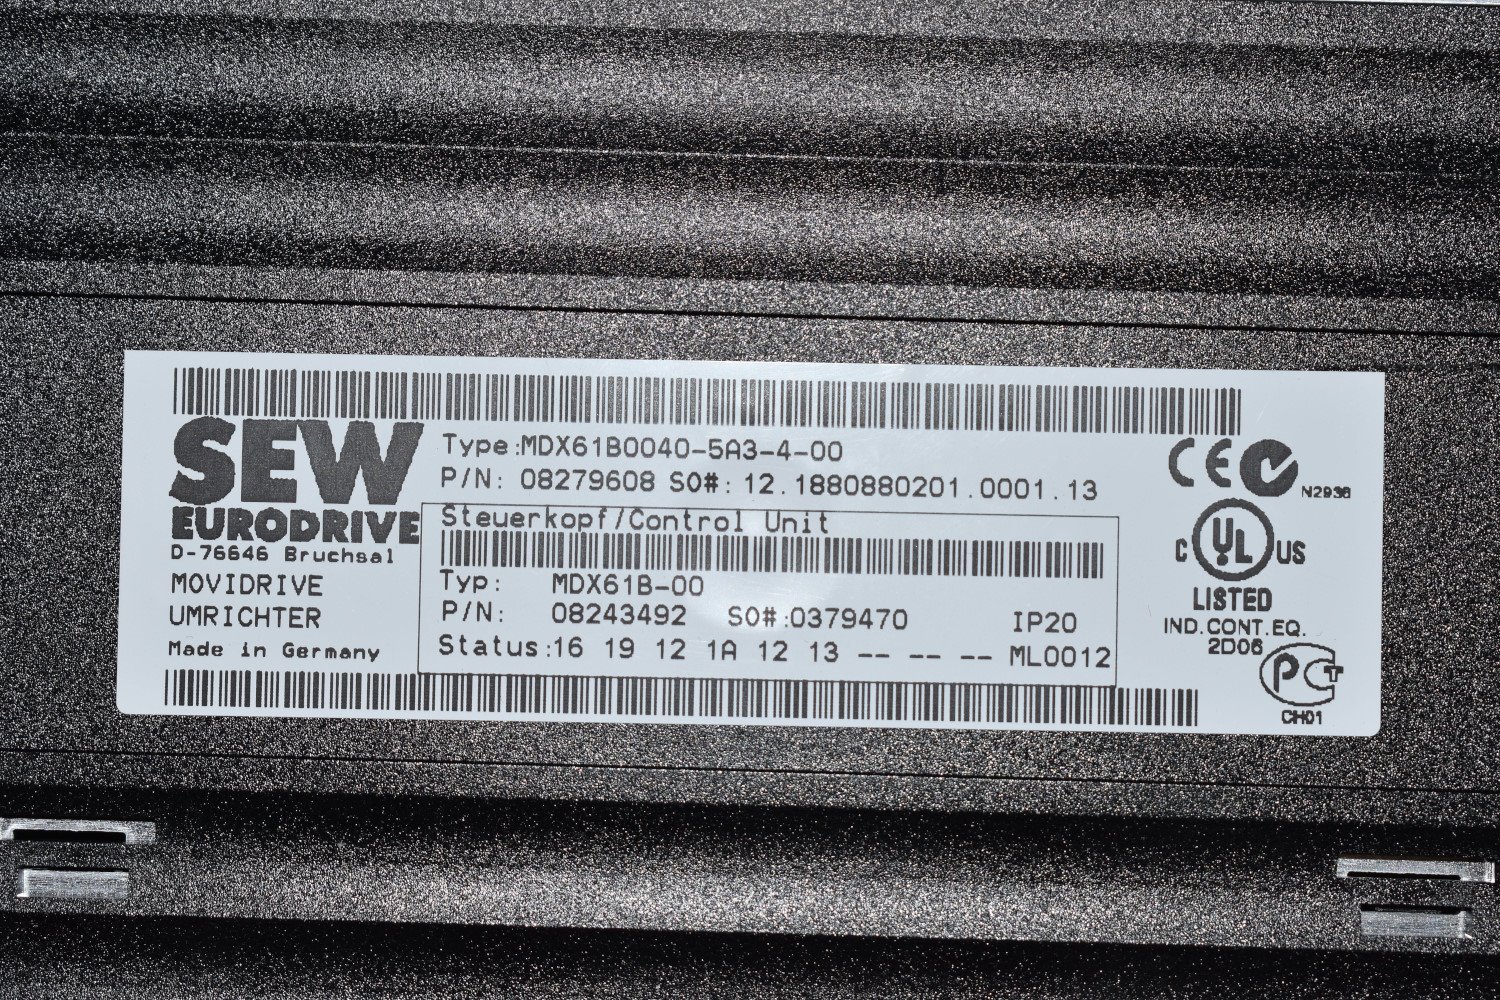 SEW
EURODRIVE
D-76646 Bruchsal
MOVIDRIVE
UMRICHTER
Made in Germany
Type:MDX61B0040-5A3-4-00
P/N: 08279608 SO#: 12.1880880201.0001.13
Steuerkopf/Control Unit
Typ: MDX61B-00
P/N: 08243492 SO#:0379470 IP20
Status:16 19 12 1A 12 13 -- -- -- ML0012
CE
N2936
C UL US
LISTED
IND.CONT.EQ.
2D06
PCT
CH01